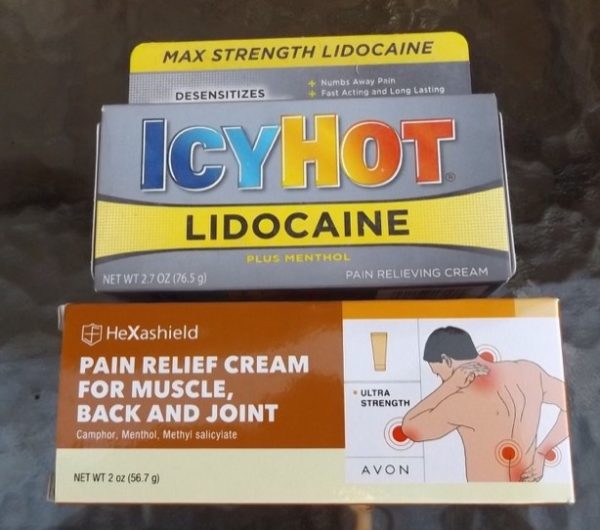 MAX STRENGTH LIDOCAINE
DESENSITIZES
+ Numbs Away Pain
+ Fast Acting and Long Lasting
ICYHOT®
LIDOCAINE
PLUS MENTHOL
NET WT 2.7 OZ (76.5 g)
PAIN RELIEVING CREAM
HeXashield
PAIN RELIEF CREAM
FOR MUSCLE,
BACK AND JOINT
Camphor, Menthol, Methyl salicylate
NET WT 2 oz (56.7 g)
• ULTRA
STRENGTH
AVON